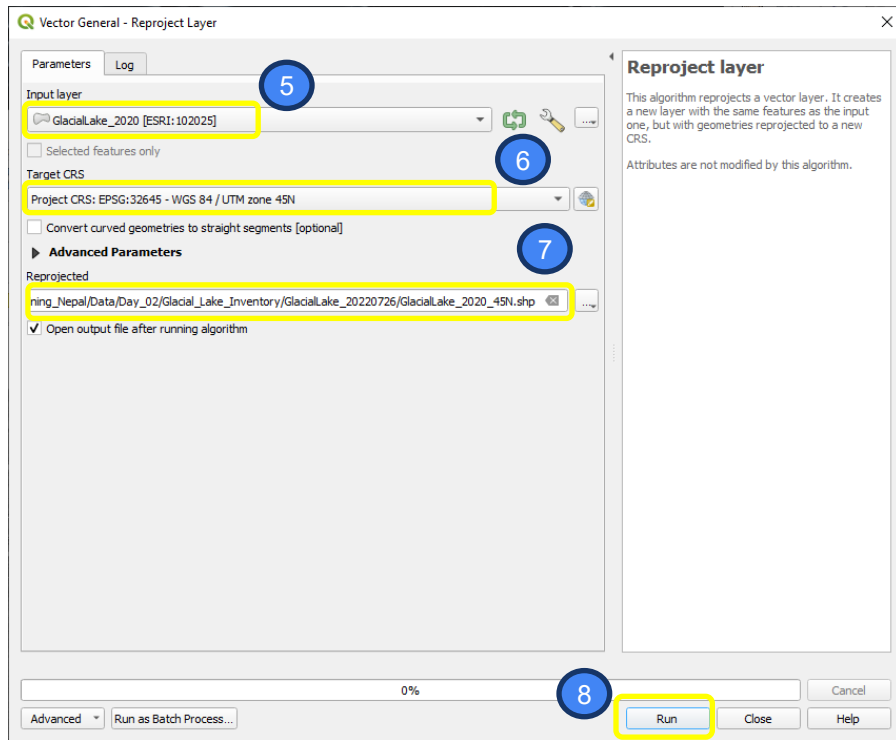 Vector General - Reproject Layer
Parameters
Log
5
Input layer
GlacialLake_2020 [ESRI:102025]
...
Selected features only
6
Target CRS
Project CRS: EPSG:32645 - WGS 84 / UTM zone 45N
Convert curved geometries to straight segments [optional]
7
Advanced Parameters
Reprojected
ning_Nepal/Data/Day_02/Glacial_Lake_Inventory/GlacialLake_20220726/GlacialLake_2020_45N.shp
...
Open output file after running algorithm
Reproject layer
This algorithm reprojects a vector layer. It creates
a new layer with the same features as the input
one, but with geometries reprojected to a new
CRS.
Attributes are not modified by this algorithm.
0%
8
Cancel
Advanced
Run as Batch Process...
Run
Close
Help